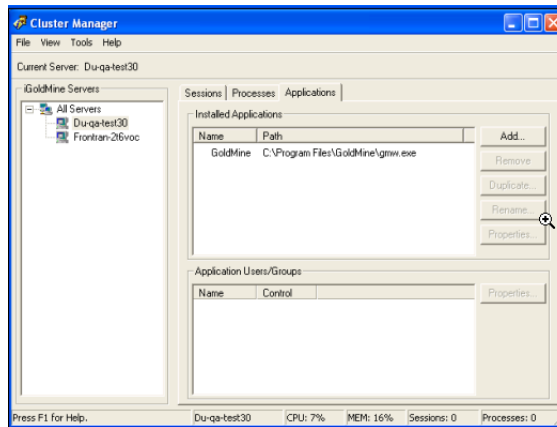 Cluster Manager
File View Tools Help
Current Server: Du-qa-test30
iGoldMine Servers
All Servers
Du-qa-test30
Frontran-2t6voc
Sessions Processes Applications
Installed Applications
Name Path
GoldMine C:\Program Files\GoldMine\gmw.exe
Add...
Remove
Duplicate...
Rename...
Properties...
Application Users/Groups
Name Control
Properties...
Press F1 for Help. Du-qa-test30 CPU: 7% MEM: 16% Sessions: 0 Processes: 0